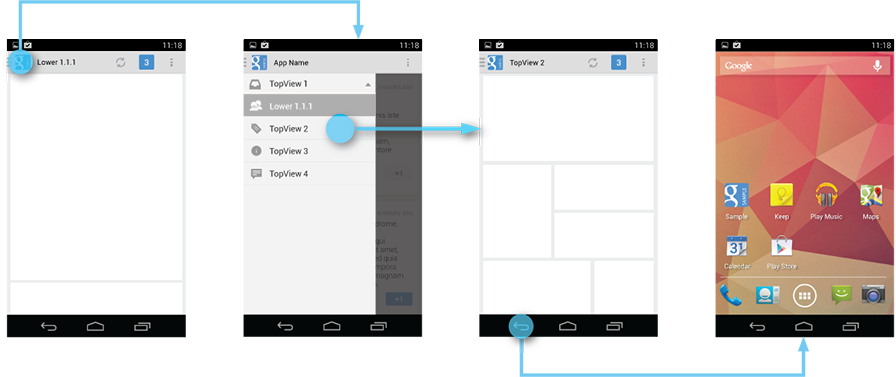 11:18
Lower 1.1.1
3
11:18
App Name
TopView 1
Lower 1.1.1
TopView 2
TopView 3
TopView 4
+1
+1
11:18
TopView 2
3
11:18
Google
Sample
Keep
Play Music
Maps
31
Calendar
Play Store